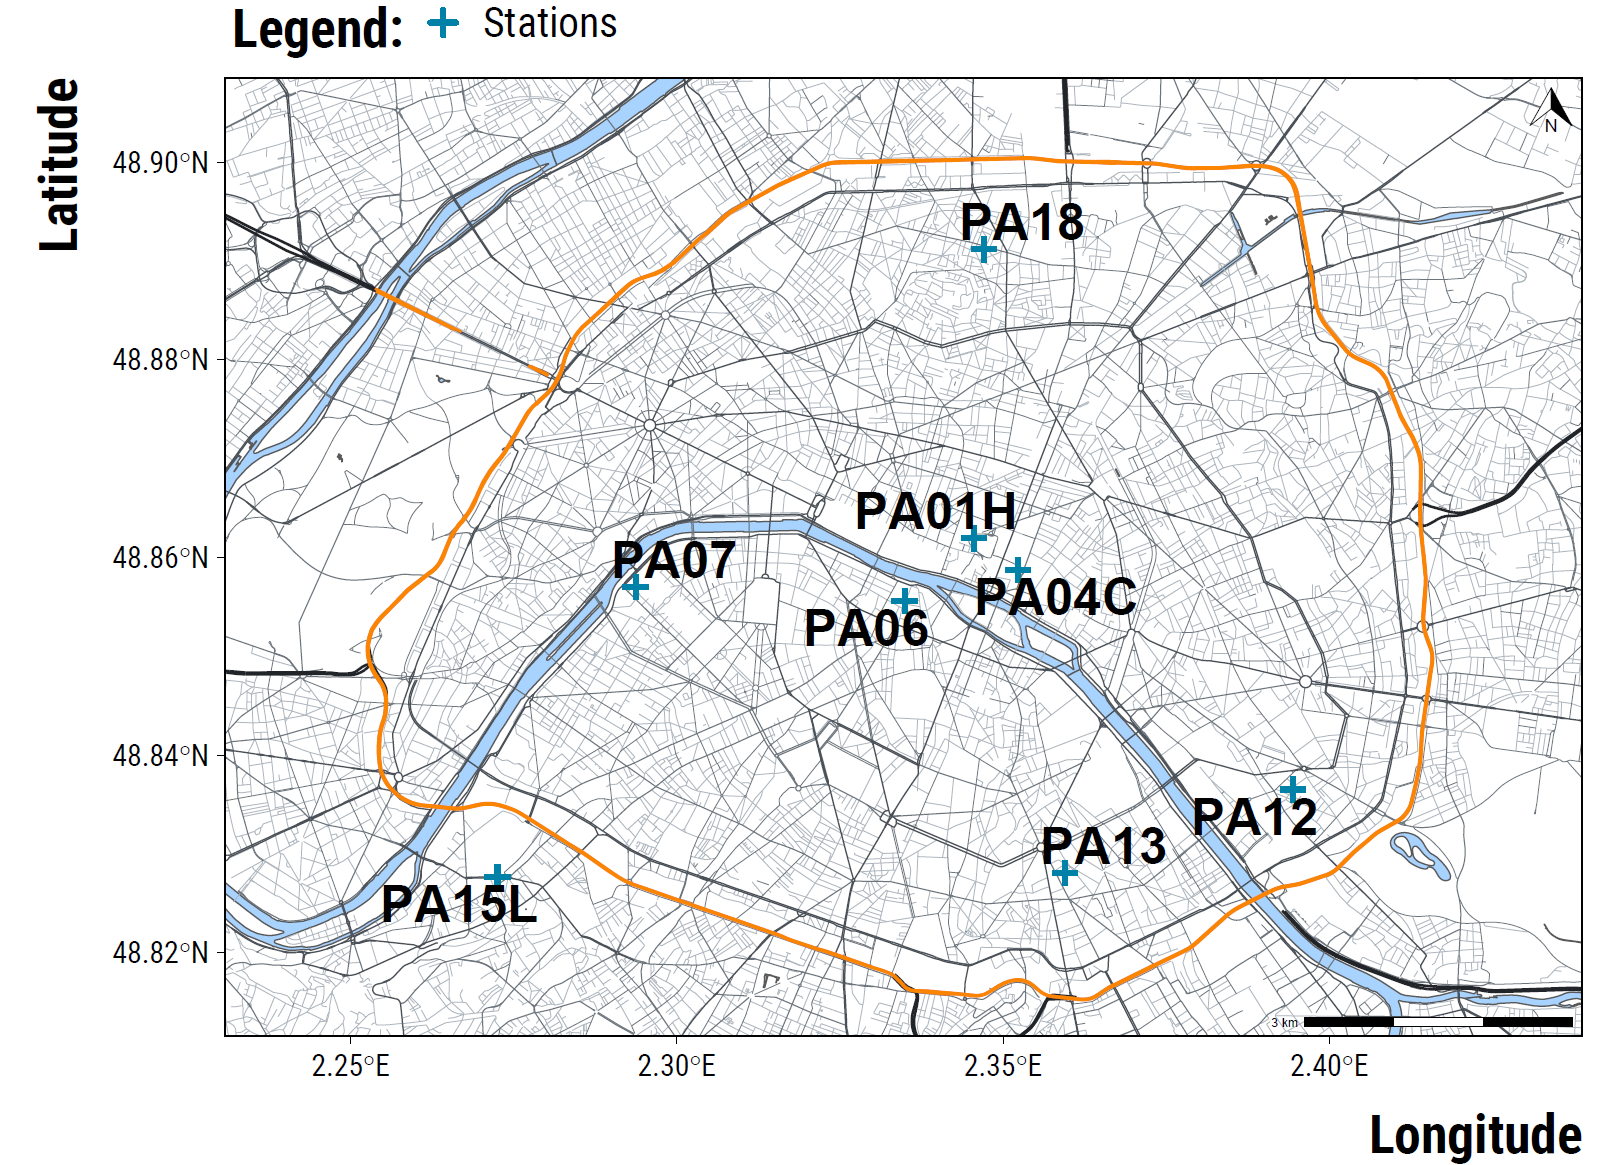 Legend: Stations
Latitude
48.90°N
48.88°N
48.86°N
48.84°N
48.82°N
N
PA18
PA01H
PA07
PA04C
PA06
PA12
PA13
PA15L
3 km
2.25°E
2.30°E
2.35°E
2.40°E
Longitude